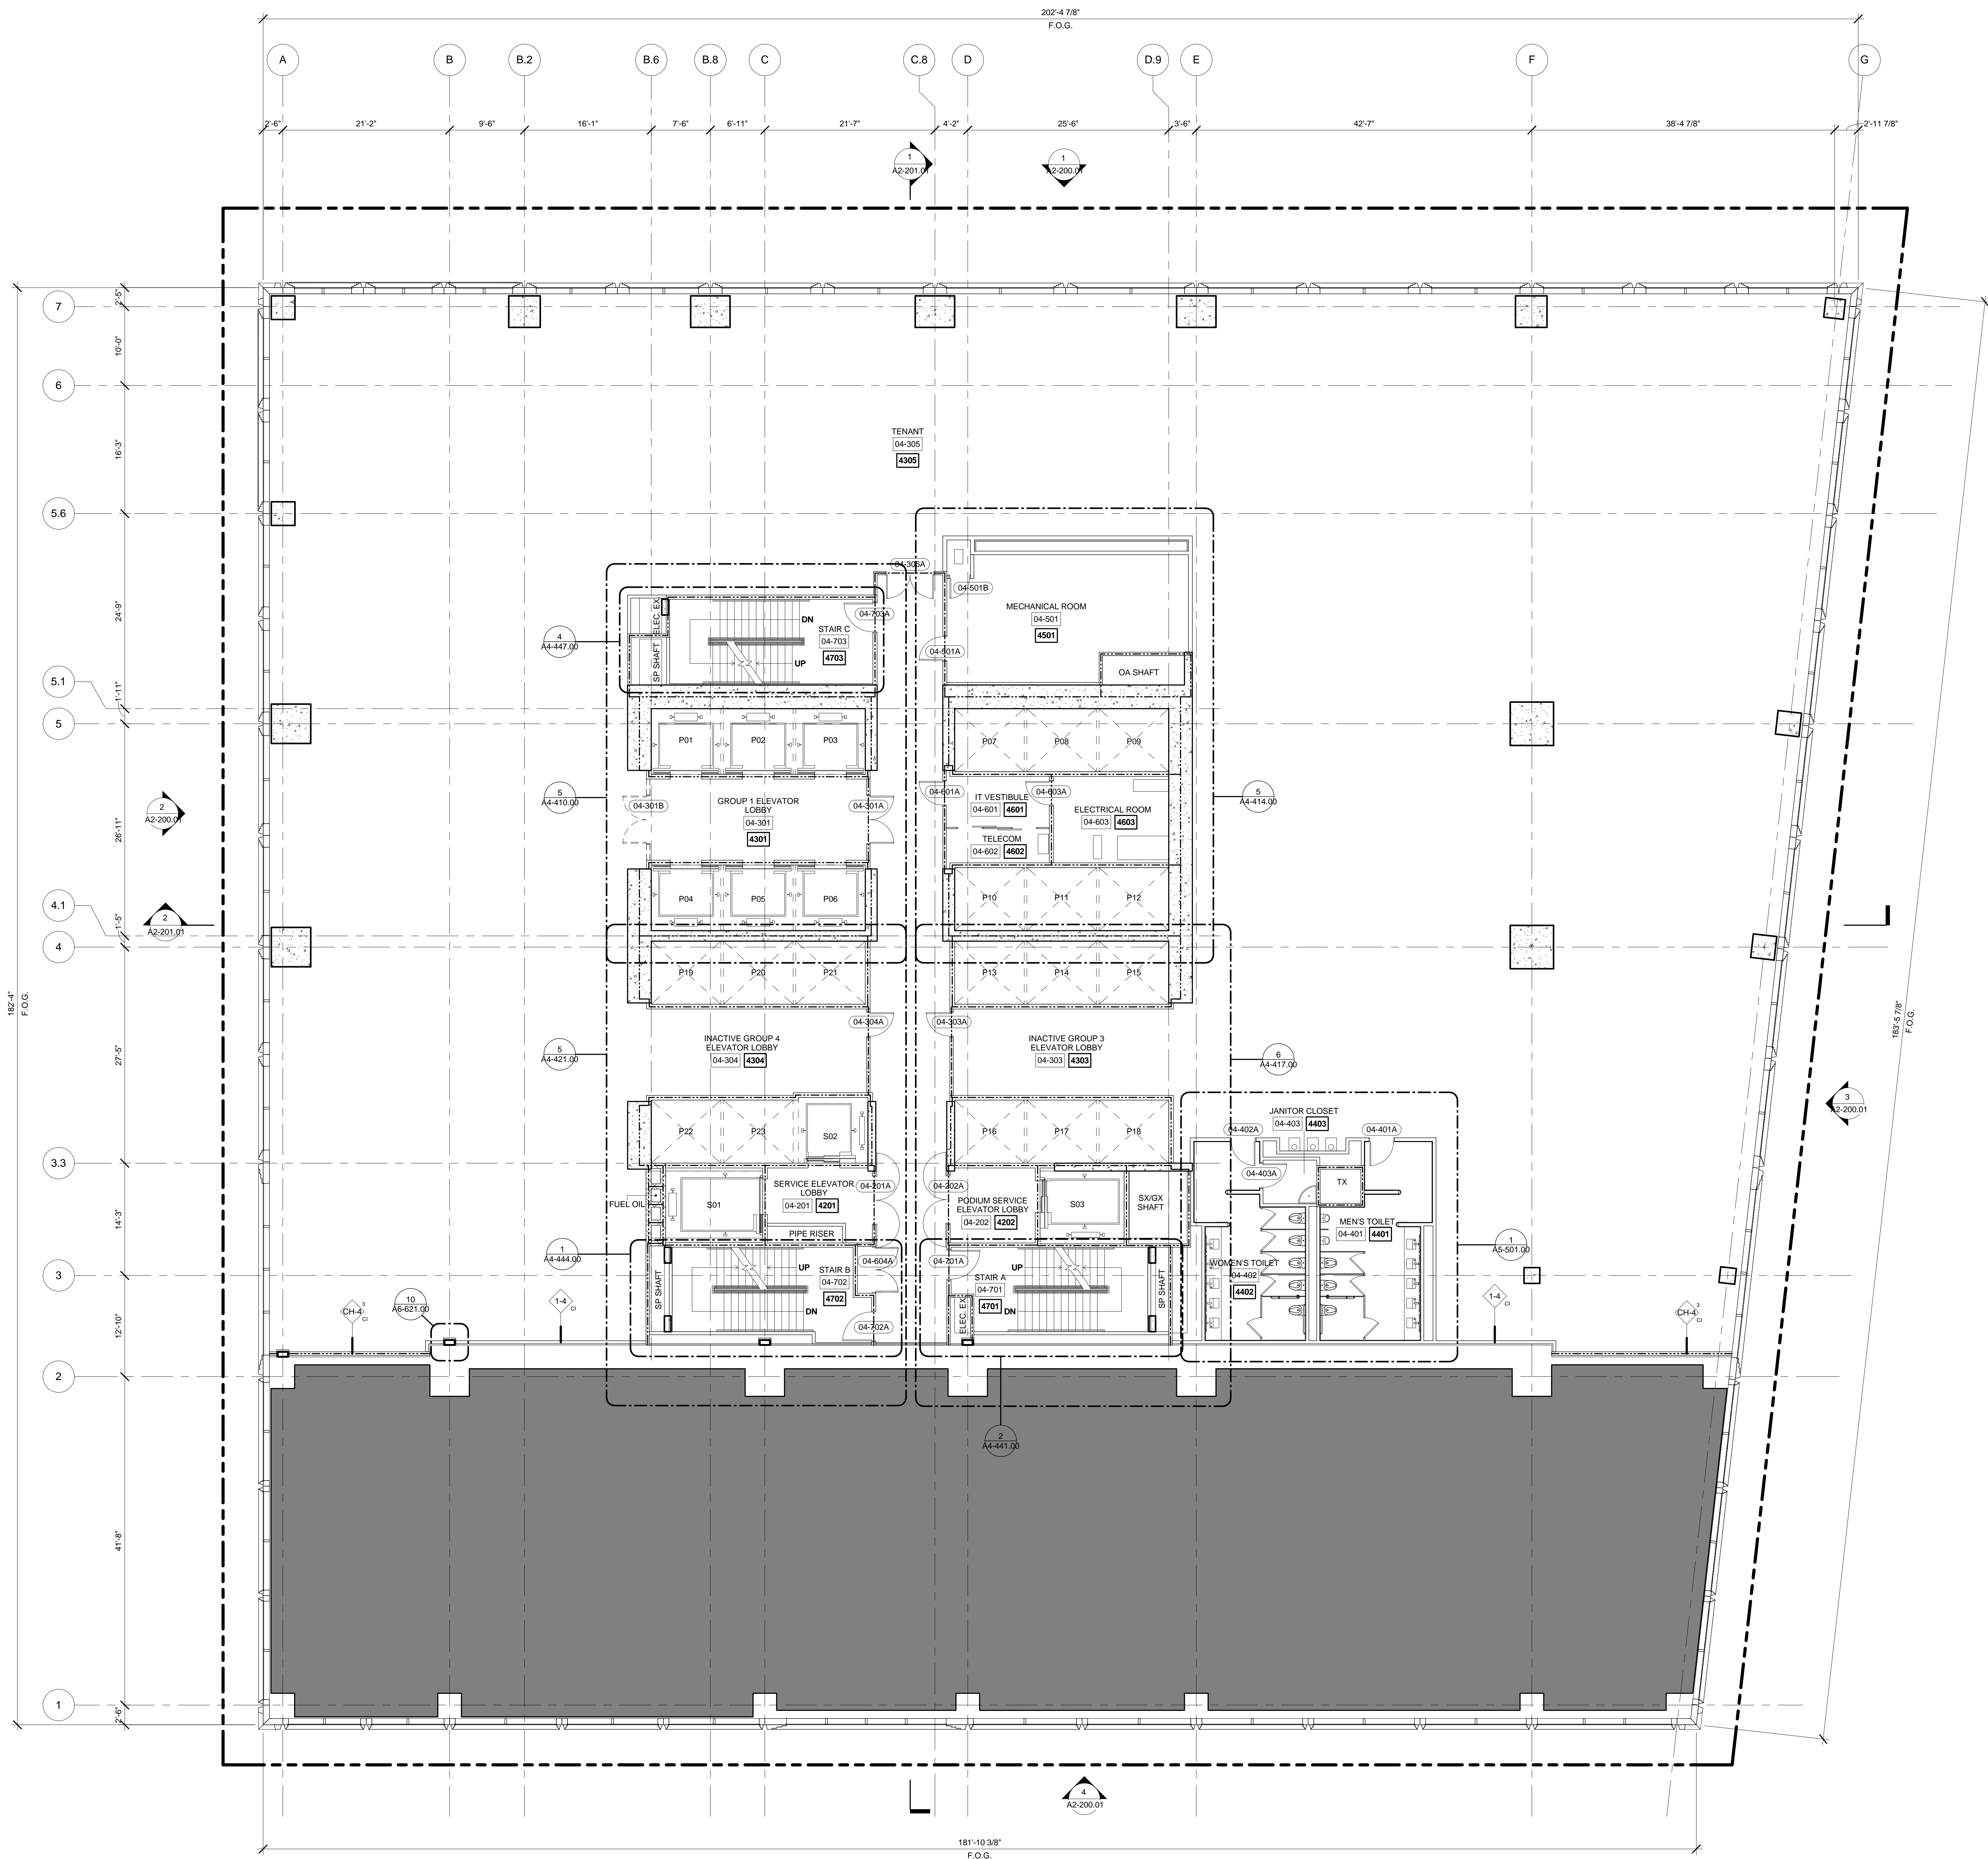 202'-4 7/8"
F.O.G.
A
B
B.2
B.6
B.8
C
C.8
D
D.9
E
F
G
2'-6"
21'-2"
9'-6"
16'-1"
7'-6"
6'-11"
21'-7"
4'-2"
25'-6"
3'-6"
42'-7"
38'-4 7/8"
2'-11 7/8"
1
A2-201.01
1
A2-200.01
7
6
5.6
5.1
5
4.1
4
3.3
3
2
1
2'-5"
10'-0"
16'-3"
24'-9"
1'-11"
26'-11"
1'-5"
27'-5"
14'-3"
12'-10"
41'-8"
2'-6"
182'-4"
F.O.G.
183'-5 7/8"
F.O.G.
TENANT
04-305
4305
04-306A
04-501B
MECHANICAL ROOM
04-501
4501
04-501A
OA SHAFT
ELEC. EX.
SP SHAFT
DN
UP
STAIR C
04-703
4703
04-703A
4
A4-447.00
P01
P02
P03
P07
P08
P09
5
A4-410.00
04-301B
GROUP 1 ELEVATOR
LOBBY
04-301
4301
04-301A
04-601A
IT VESTIBULE
04-601
4601
04-603A
ELECTRICAL ROOM
04-603
4603
TELECOM
04-602
4602
5
A4-414.00
2
A2-200.01
2
A2-201.01
P04
P05
P06
P10
P11
P12
P19
P20
P21
P13
P14
P15
04-304A
04-303A
5
A4-421.00
INACTIVE GROUP 4
ELEVATOR LOBBY
04-304
4304
INACTIVE GROUP 3
ELEVATOR LOBBY
04-303
4303
6
A4-417.00
3
A2-200.01
P22
P23
S02
P16
P17
P18
JANITOR CLOSET
04-403
4403
04-402A
04-401A
04-403A
TX
FUEL OIL
S01
SERVICE ELEVATOR
LOBBY
04-201
4201
04-201A
PIPE RISER
04-202A
PODIUM SERVICE
ELEVATOR LOBBY
04-202
4202
S03
SX/GX
SHAFT
MEN'S TOILET
04-401
4401
WOMEN'S TOILET
04-402
4402
1
A5-501.00
1
A4-444.00
SP SHAFT
UP
DN
STAIR B
04-702
4702
04-604A
04-702A
04-701A
STAIR A
04-701
4701
ELEC. EX.
UP
DN
SP SHAFT
10
A6-621.00
CH-4
3
CI
1-4
CI
1-4
CI
CH-4
3
CI
2
A4-441.00
4
A2-200.01
181'-10 3/8"
F.O.G.